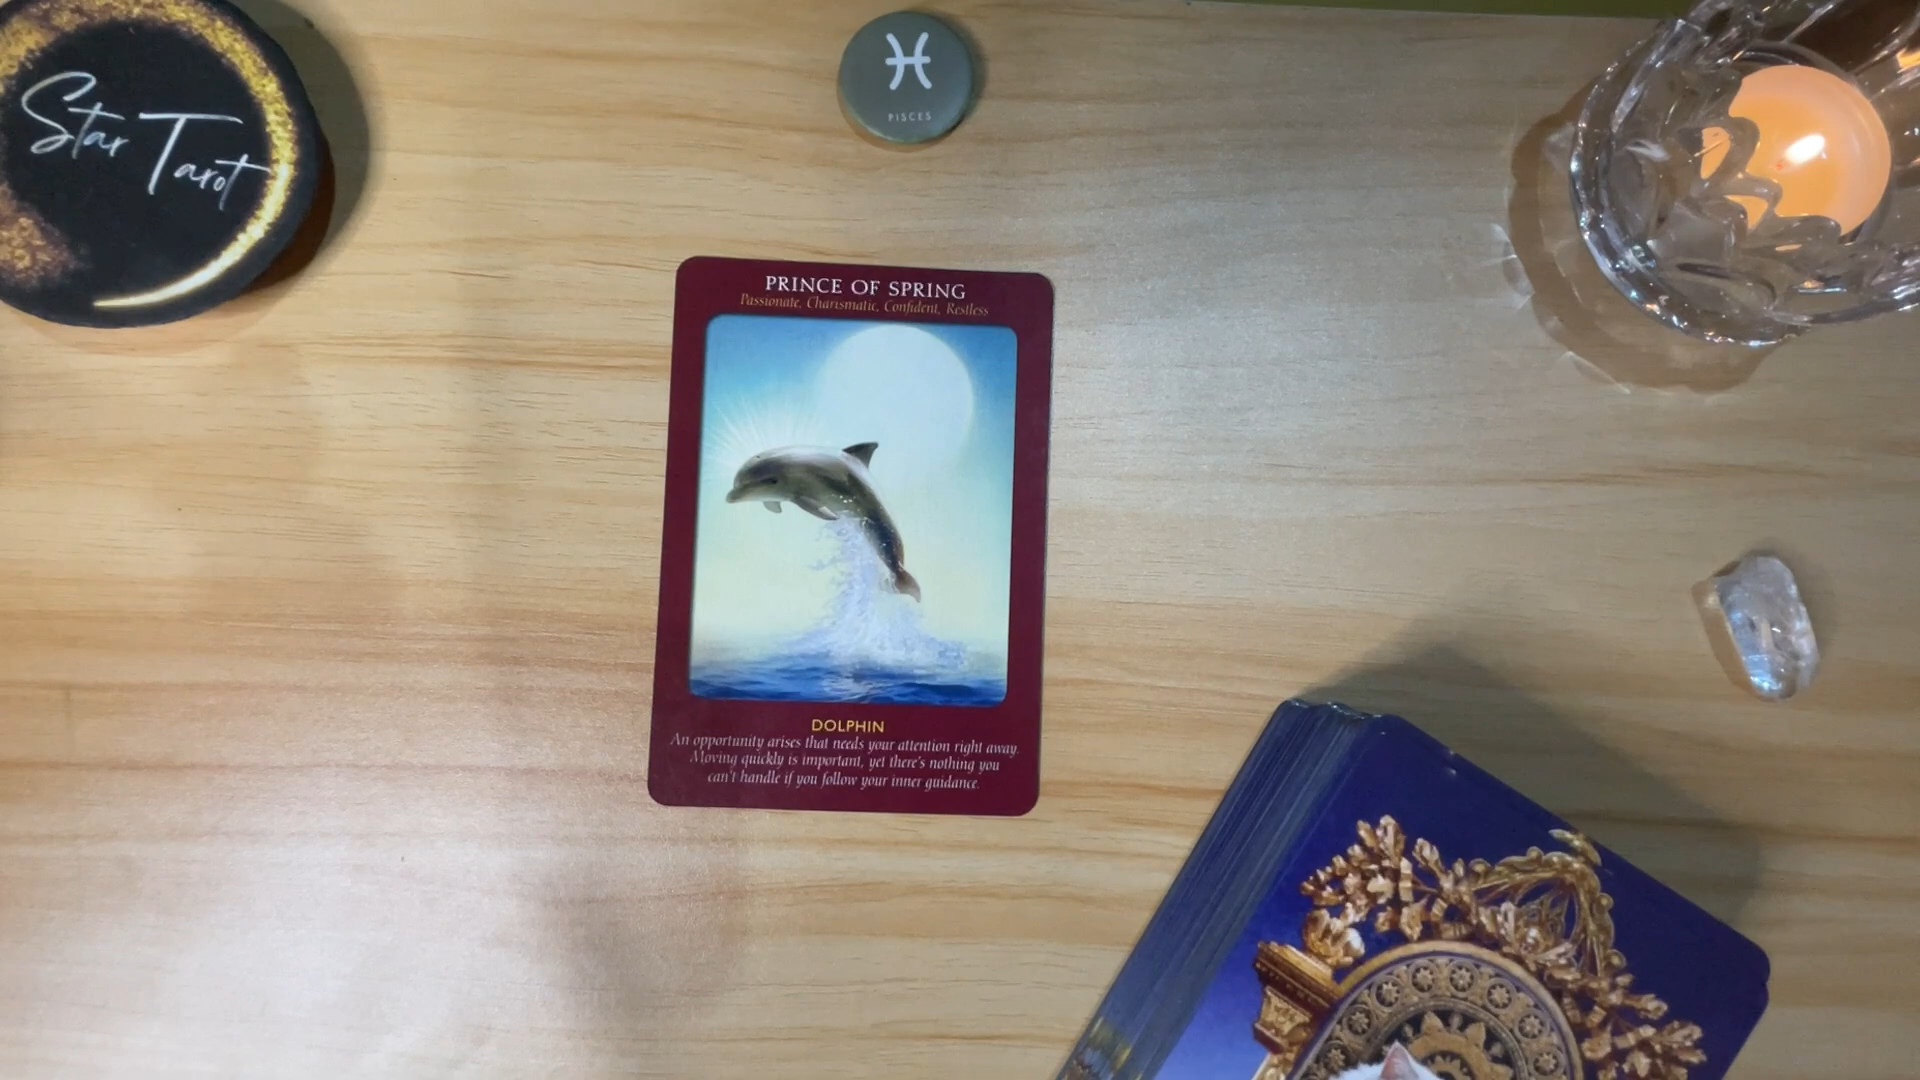 Star Tarot
PISCES
PRINCE OF SPRING
Passionate, Charismatic, Confident, Restless
DOLPHIN
An opportunity arises that needs your attention right away.
Moving quickly is important, yet there's nothing you
can't handle if you follow your inner guidance.